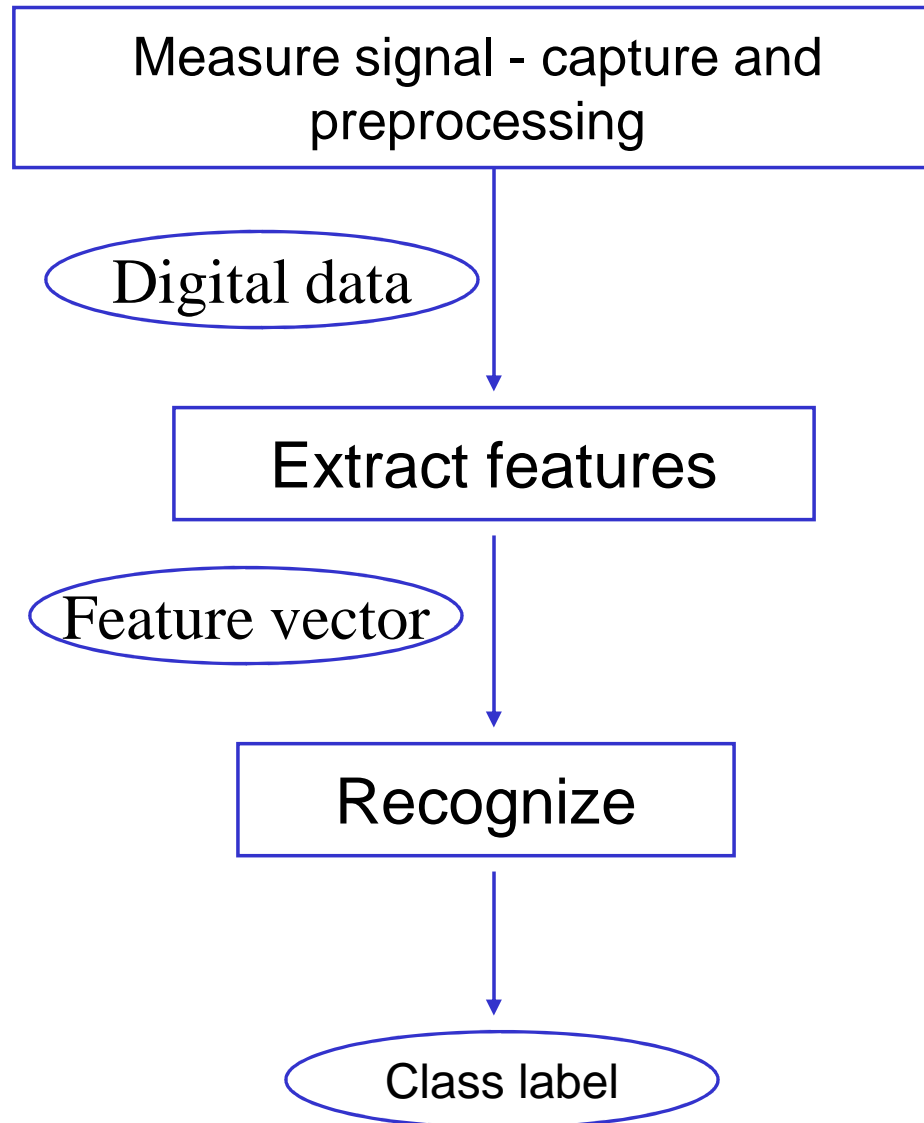 Measure signal - capture and
preprocessing
Digital data
Extract features
Feature vector
Recognize
Class label